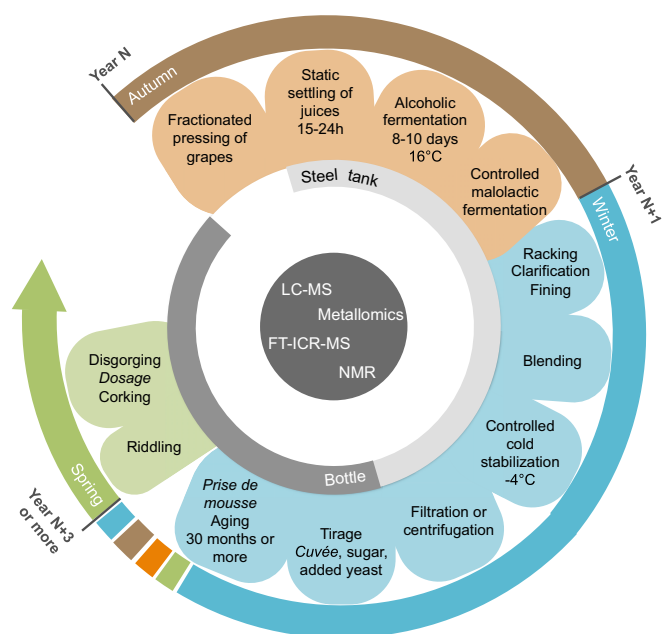 Year N
Autumn
Fractionated
pressing of
grapes
Static
settling of
juices
15-24h
Alcoholic
fermentation
8-10 days
16°C
Controlled
malolactic
fermentation
Steel tank
Year N+1
Winter
Racking
Clarification
Fining
Blending
Controlled
cold
stabilization
-4°C
Filtration or
centrifugation
Tirage
Cuvée, sugar,
added yeast
Prise de
mousse
Aging
30 months or
more
Bottle
Year N+3
or more
Spring
Riddling
Disgorging
Dosage
Corking
LC-MS
Metallomics
FT-ICR-MS
NMR